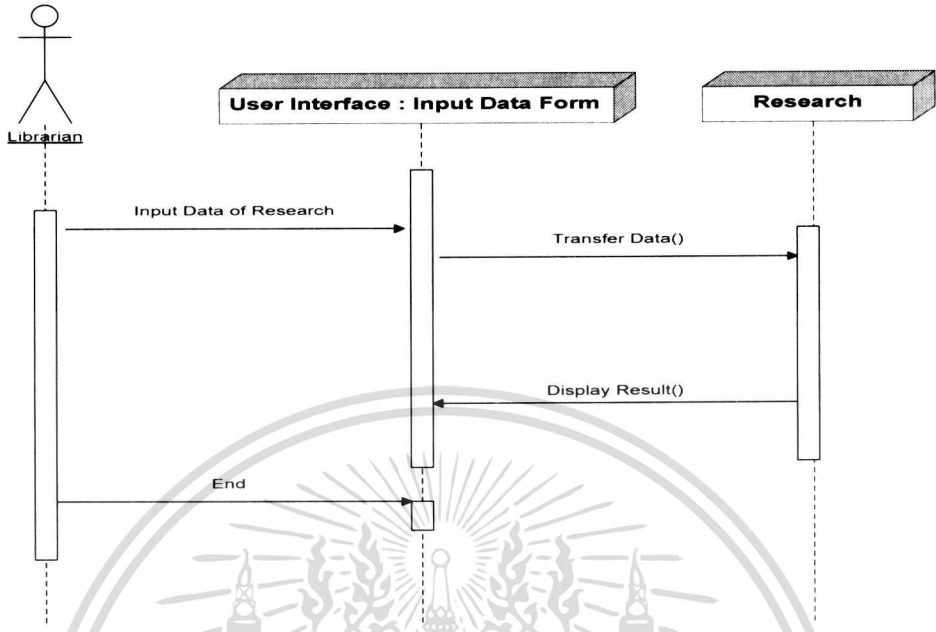 User Interface : Input Data Form
Research
Librarian
Input Data of Research
Transfer Data()
Display Result()
End